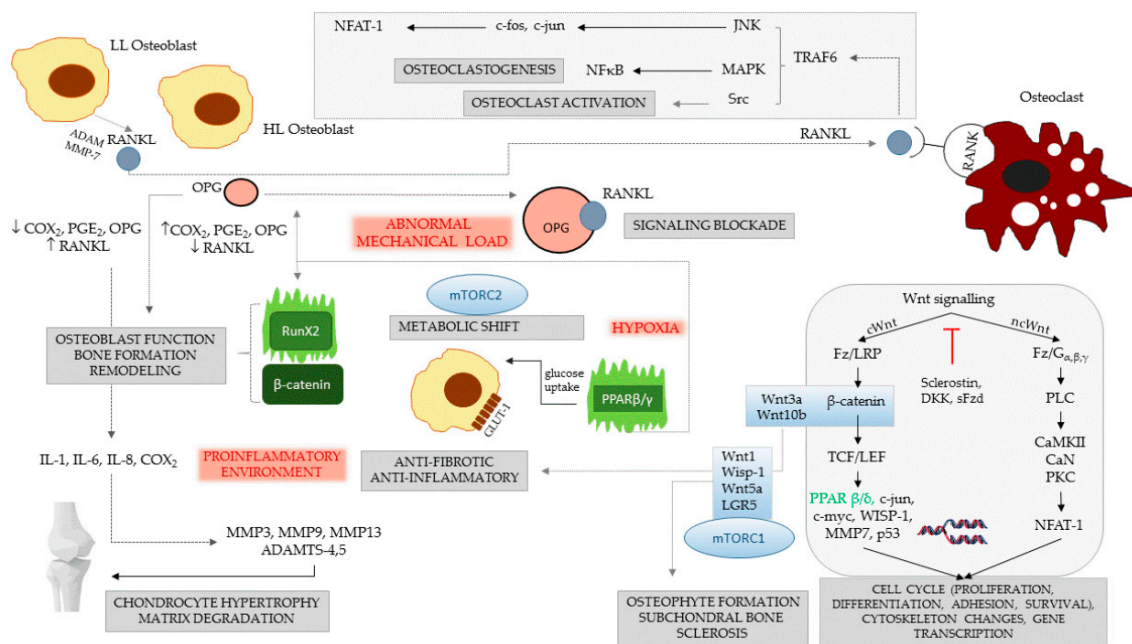 NFAT-1
c-fos, c-jun
JNK
LL Osteoblast
TRAF6
OSTEOCLASTOGENESIS
NFκB
MAPK
OSTEOCLAST ACTIVATION
Src
Osteoclast
HL Osteoblast
ADAM
MMP-7
RANKL
RANKL
RANK
OPG
RANKL
↓ COX2, PGE2, OPG
↑ RANKL
↑COX2, PGE2, OPG
↓ RANKL
ABNORMAL
MECHANICAL LOAD
OPG
SIGNALING BLOCKADE
mTORC2
METABOLIC SHIFT
HYPOXIA
OSTEOBLAST FUNCTION
BONE FORMATION
REMODELING
RunX2
β-catenin
glucose
uptake
PPARβ/γ
GLUT-1
Wnt signalling
cWnt
ncWnt
Fz/LRP
Fz/Gα,β,γ
Sclerostin,
DKK, sFzd
Wnt3a
Wnt10b
β-catenin
PLC
CaMKII
CaN
PKC
TCF/LEF
IL-1, IL-6, IL-8, COX2
PROINFLAMMATORY
ENVIRONMENT
ANTI-FIBROTIC
ANTI-INFLAMMATORY
Wnt1
Wisp-1
Wnt5a
LGR5
mTORC1
PPAR β/δ, c-jun,
c-myc, WISP-1,
MMP7, p53
NFAT-1
MMP3, MMP9, MMP13
ADAMTS-4,5
CHONDROCYTE HYPERTROPHY
MATRIX DEGRADATION
OSTEOPHYTE FORMATION
SUBCHONDRAL BONE
SCLEROSIS
CELL CYCLE (PROLIFERATION,
DIFFERENTIATION, ADHESION, SURVIVAL),
CYTOSKELETON CHANGES, GENE
TRANSCRIPTION